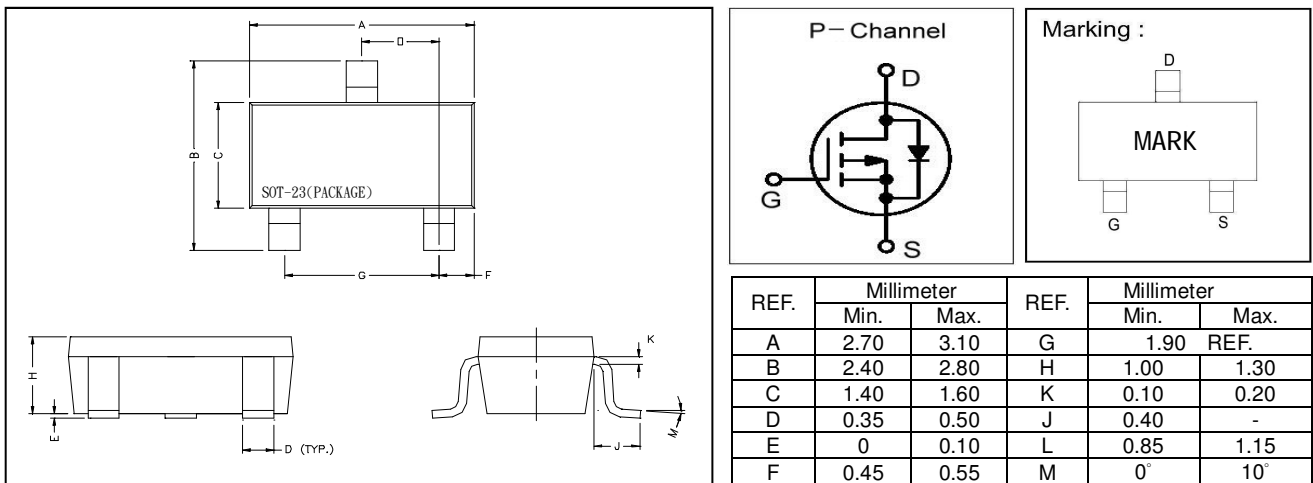 A
D
B
C
SOT-23(PACKAGE)
G
F
P-Channel
D
G
S
Marking :
D
MARK
G
S
H
E
D (TYP.)
K
J
M
REF. Millimeter REF. Millimeter
Min. Max. Min. Max.
A 2.70 3.10 G 1.90 REF.
B 2.40 2.80 H 1.00 1.30
C 1.40 1.60 K 0.10 0.20
D 0.35 0.50 J 0.40 -
E 0 0.10 L 0.85 1.15
F 0.45 0.55 M 0° 10°